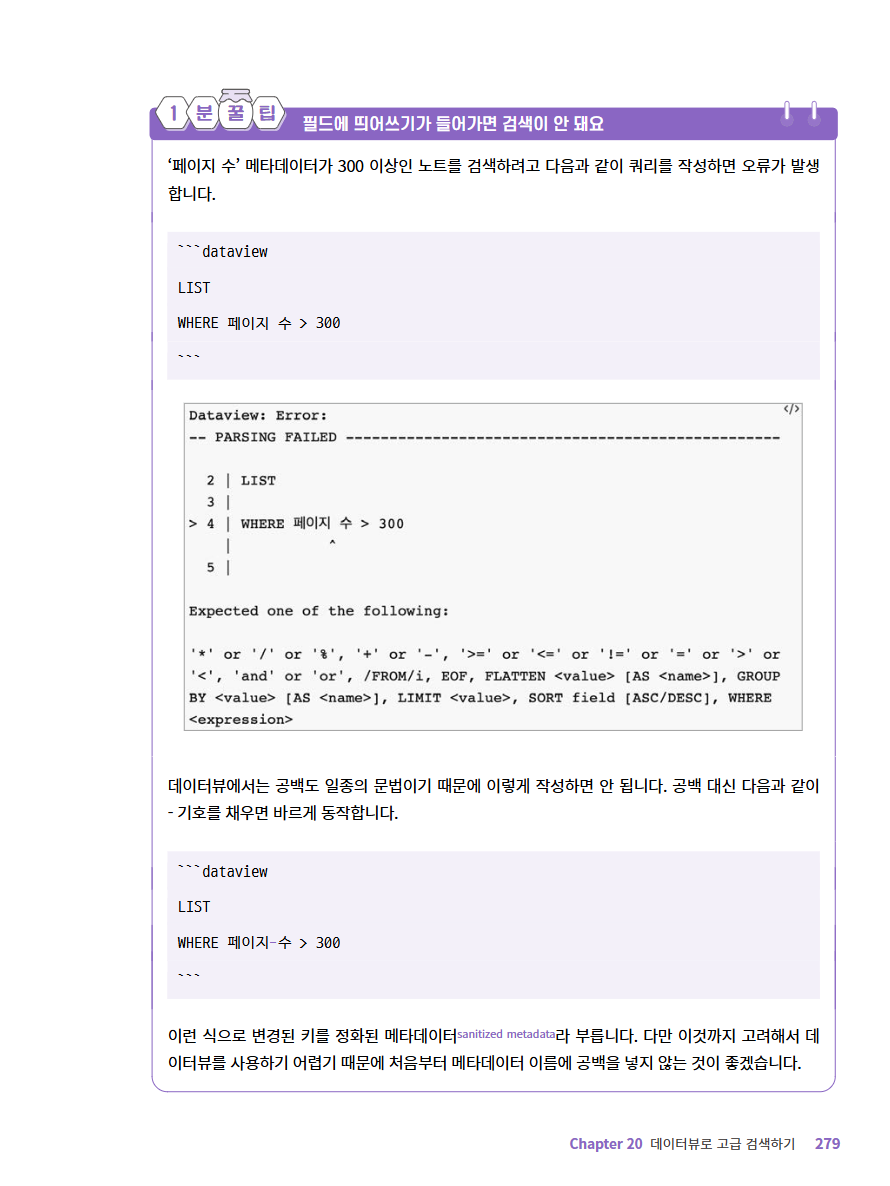 1분꿀팁 필드에 띄어쓰기가 들어가면 검색이 안 돼요
‘페이지 수’ 메타데이터가 300 이상인 노트를 검색하려고 다음과 같이 쿼리를 작성하면 오류가 발생
합니다.
```dataview
LIST
WHERE 페이지 수 > 300
```
</>
Dataview: Error:
-- PARSING FAILED --------------------------------------------------
2 | LIST
3 |
> 4 | WHERE 페이지 수 > 300
| ^
5 |
Expected one of the following:
'*' or '/' or '%', '+' or '-', '>=' or '<=' or '!=' or '=' or '>' or
'<', 'and' or 'or', /FROM/i, EOF, FLATTEN <value> [AS <name>], GROUP
BY <value> [AS <name>], LIMIT <value>, SORT field [ASC/DESC], WHERE
<expression>
데이터뷰에서는 공백도 일종의 문법이기 때문에 이렇게 작성하면 안 됩니다. 공백 대신 다음과 같이
- 기호를 채우면 바르게 동작합니다.
```dataview
LIST
WHERE 페이지-수 > 300
```
이런 식으로 변경된 키를 정화된 메타데이터sanitized metadata라 부릅니다. 다만 이것까지 고려해서 데
이터뷰를 사용하기 어렵기 때문에 처음부터 메타데이터 이름에 공백을 넣지 않는 것이 좋겠습니다.
Chapter 20 데이터뷰로 고급 검색하기 279